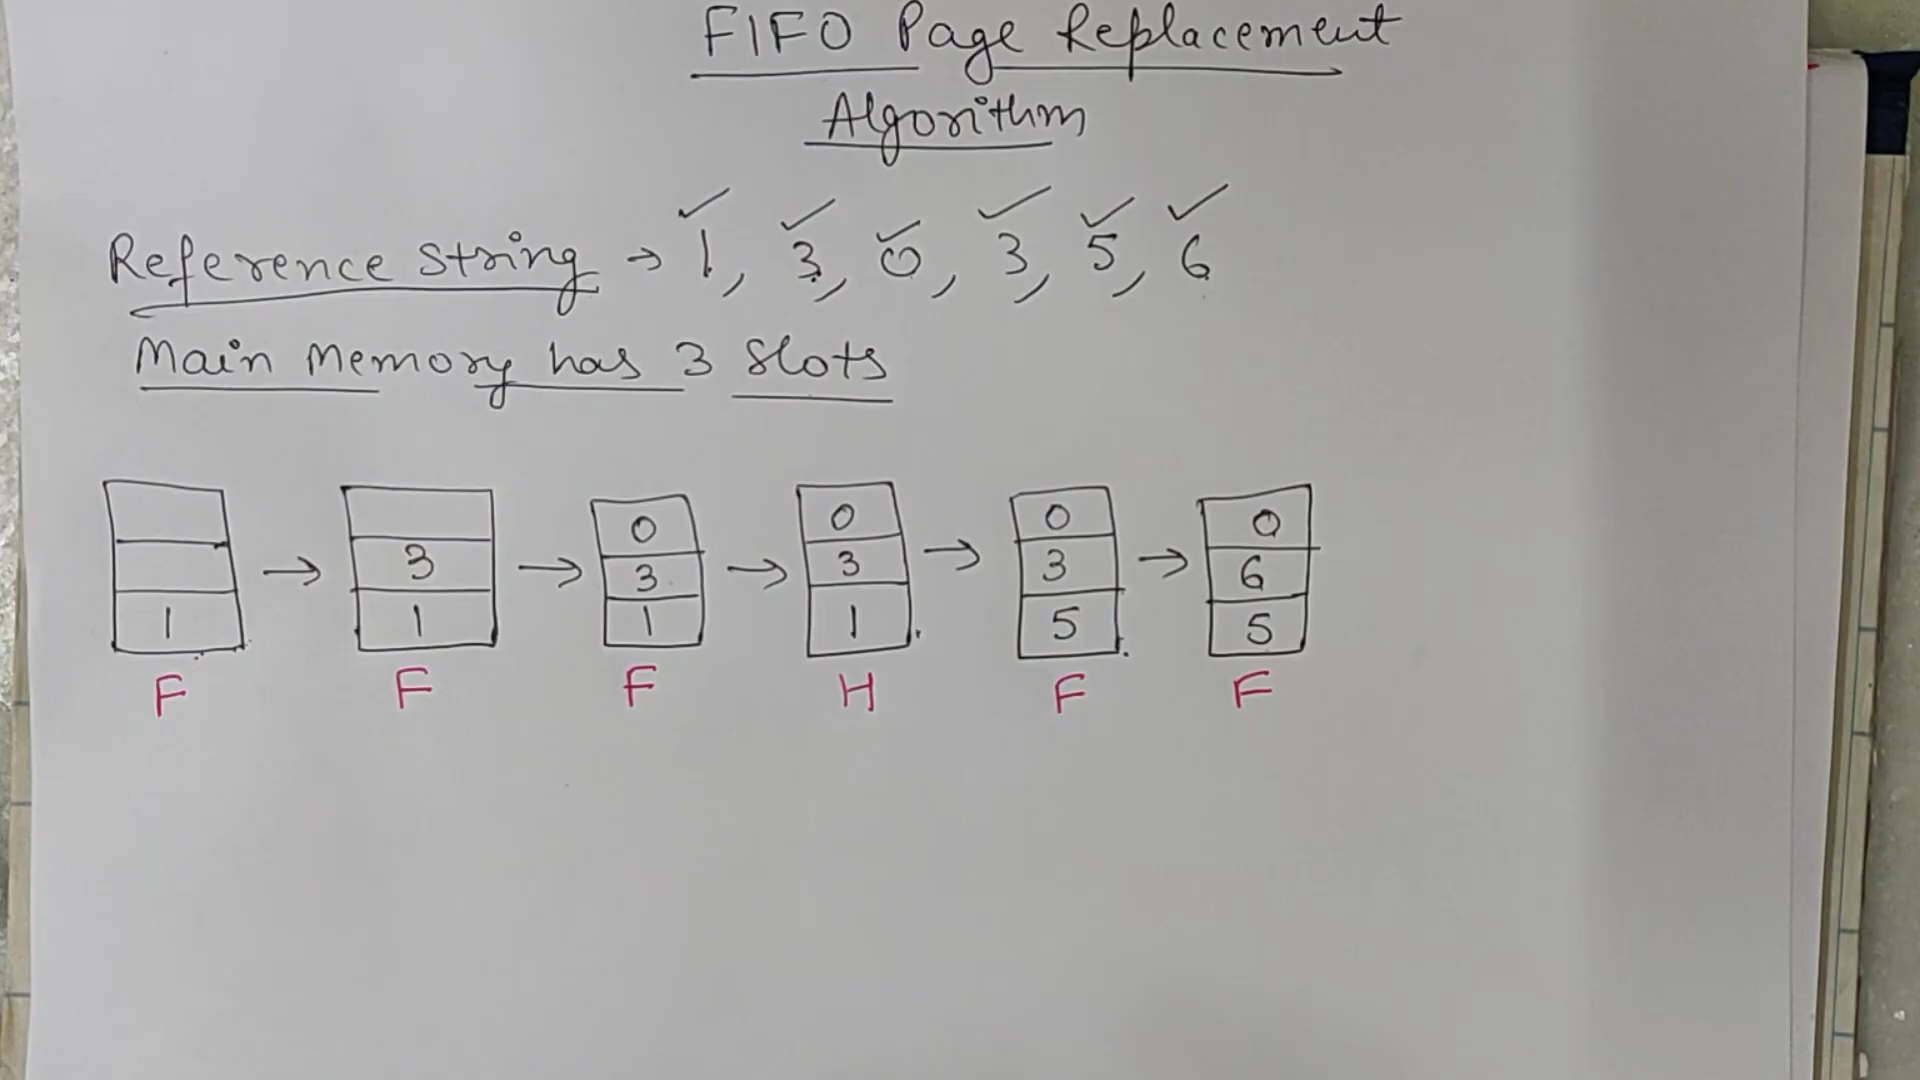 FIFO Page Replacement
Algorithm
Reference String → 1, 3, 0, 3, 5, 6
Main Memory has 3 Slots
0 0 0 0
3 → 3 → 3 → 3 → 6
1 1 1 1 5 5
F F F H F F